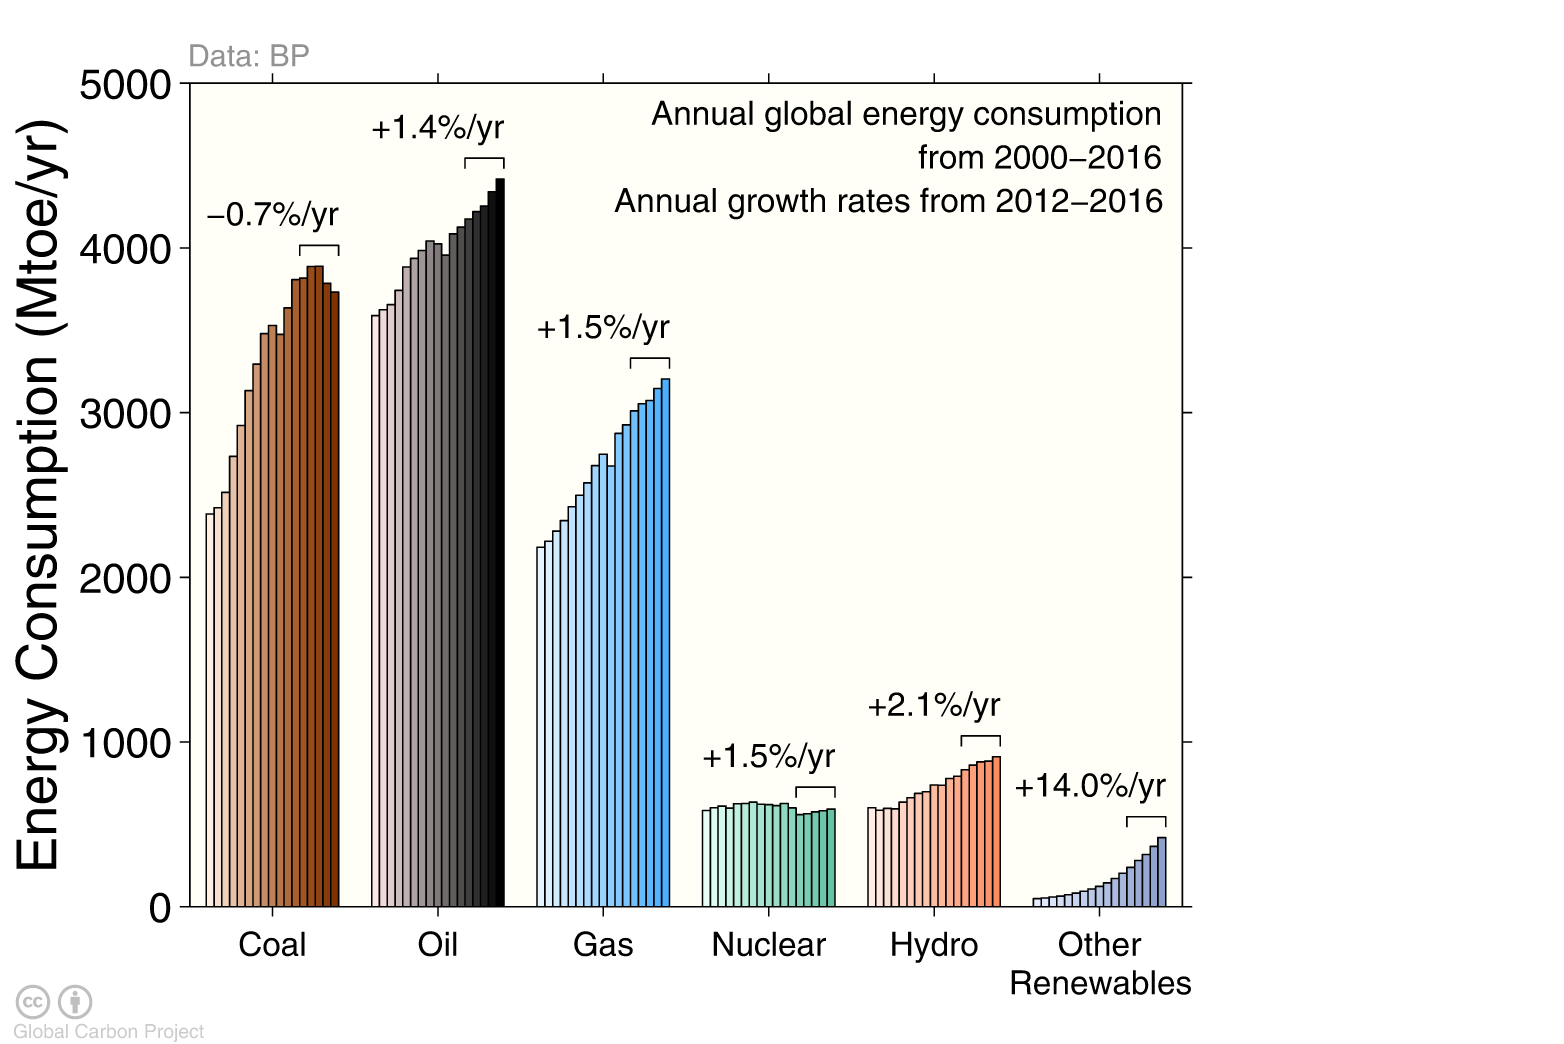 Data: BP
5000
4000
3000
2000
1000
0
Energy Consumption (Mtoe/yr)
Annual global energy consumption
from 2000−2016
Annual growth rates from 2012−2016
−0.7%/yr
+1.4%/yr
+1.5%/yr
+1.5%/yr
+2.1%/yr
+14.0%/yr
Coal
Oil
Gas
Nuclear
Hydro
Other
Renewables
cc
Global Carbon Project